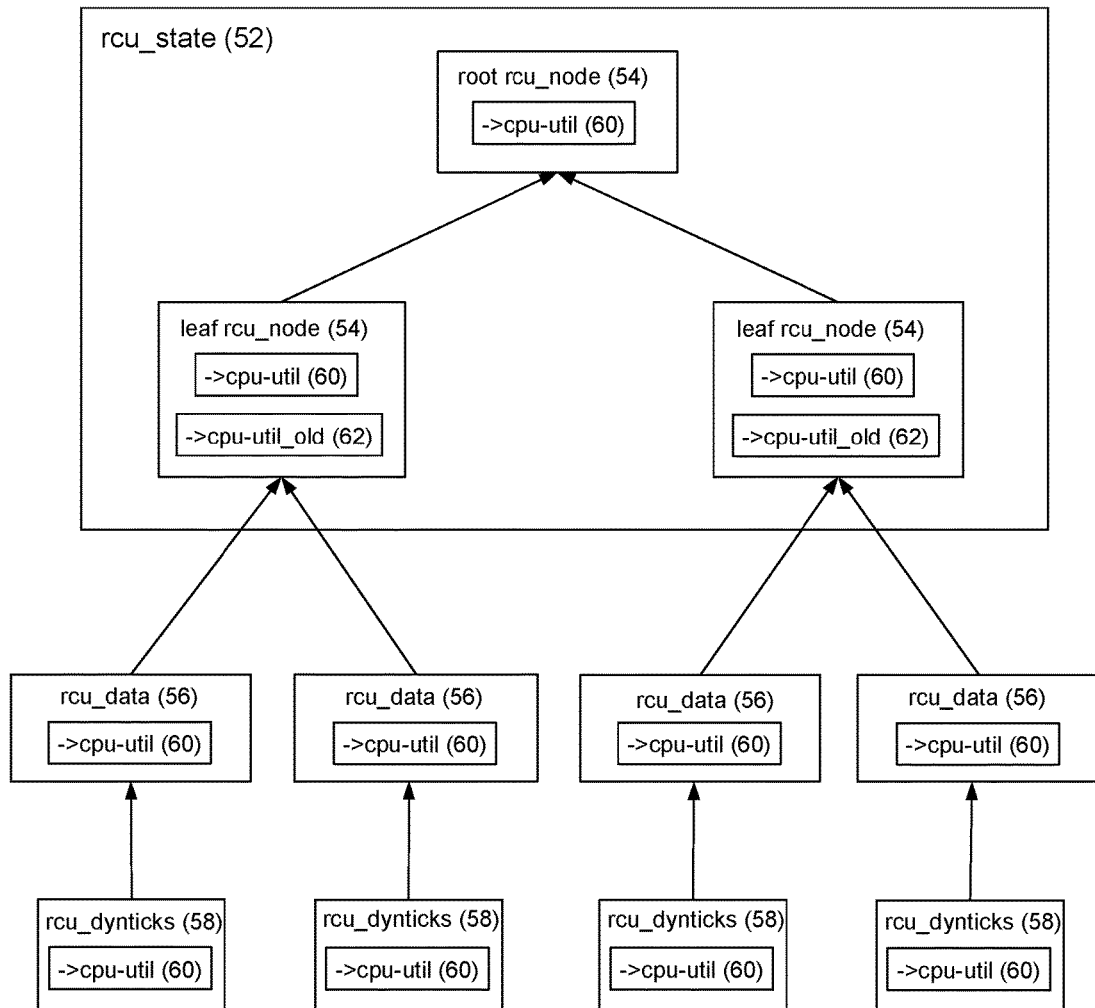 rcu_state (52)
root rcu_node (54)
->cpu-util (60)
leaf rcu_node (54)
->cpu-util (60)
->cpu-util_old (62)
leaf rcu_node (54)
->cpu-util (60)
->cpu-util_old (62)
rcu_data (56)
->cpu-util (60)
rcu_data (56)
->cpu-util (60)
rcu_data (56)
->cpu-util (60)
rcu_data (56)
->cpu-util (60)
rcu_dynticks (58)
->cpu-util (60)
rcu_dynticks (58)
->cpu-util (60)
rcu_dynticks (58)
->cpu-util (60)
rcu_dynticks (58)
->cpu-util (60)